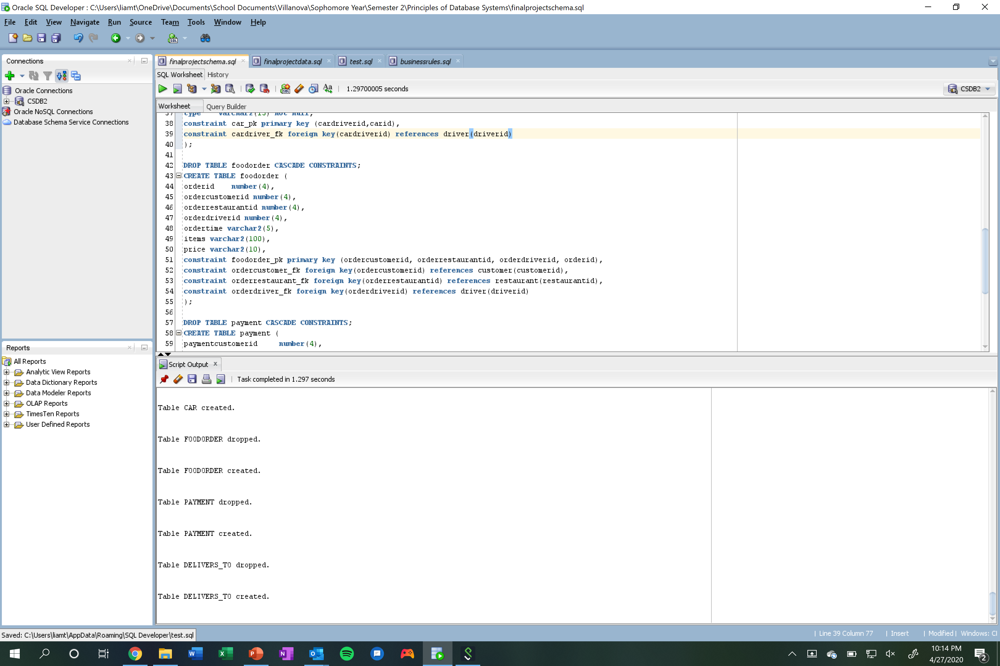 Oracle SQL Developer : C:\Users\liamt\OneDrive\Documents\School Documents\Villanova\Sophomore Year\Semester 2\Principles of Database Systems\finalprojectschema.sql
File Edit View Navigate Run Source Team Tools Window Help
Connections
Oracle Connections
CSDB2
Oracle NoSQL Connections
Database Schema Service Connections
Reports
All Reports
Analytic View Reports
Data Dictionary Reports
Data Modeler Reports
OLAP Reports
TimesTen Reports
User Defined Reports
finalprojectschema.sql finalprojectdata.sql test.sql businessrules.sql
SQL Worksheet History
1.29700005 seconds
CSDB2
Worksheet Query Builder
37 type varchar2(15) not null,
38 constraint car_pk primary key (cardriverid,carid),
39 constraint cardriver_fk foreign key(cardriverid) references driver(driverid)
40 );
41
42 DROP TABLE foodorder CASCADE CONSTRAINTS;
43 CREATE TABLE foodorder (
44 orderid number(4),
45 ordercustomerid number(4),
46 orderrestaurantid number(4),
47 orderdriverid number(4),
48 ordertime varchar2(5),
49 items varchar2(100),
50 price varchar2(10),
51 constraint foodorder_pk primary key (ordercustomerid, orderrestaurantid, orderdriverid, orderid),
52 constraint ordercustomer_fk foreign key(ordercustomerid) references customer(customerid),
53 constraint orderrestaurant_fk foreign key(orderrestaurantid) references restaurant(restaurantid),
54 constraint orderdriver_fk foreign key(orderdriverid) references driver(driverid)
55 );
56
57 DROP TABLE payment CASCADE CONSTRAINTS;
58 CREATE TABLE payment (
59 paymentcustomerid number(4),
Script Output
Task completed in 1.297 seconds
Table CAR created.
Table FOODORDER dropped.
Table FOODORDER created.
Table PAYMENT dropped.
Table PAYMENT created.
Table DELIVERS_TO dropped.
Table DELIVERS_TO created.
Saved: C:\Users\liamt\AppData\Roaming\SQL Developer\test.sql
| Line 39 Column 77 | Insert | Modified | Windows: Cl
10:14 PM
4/27/2020
2